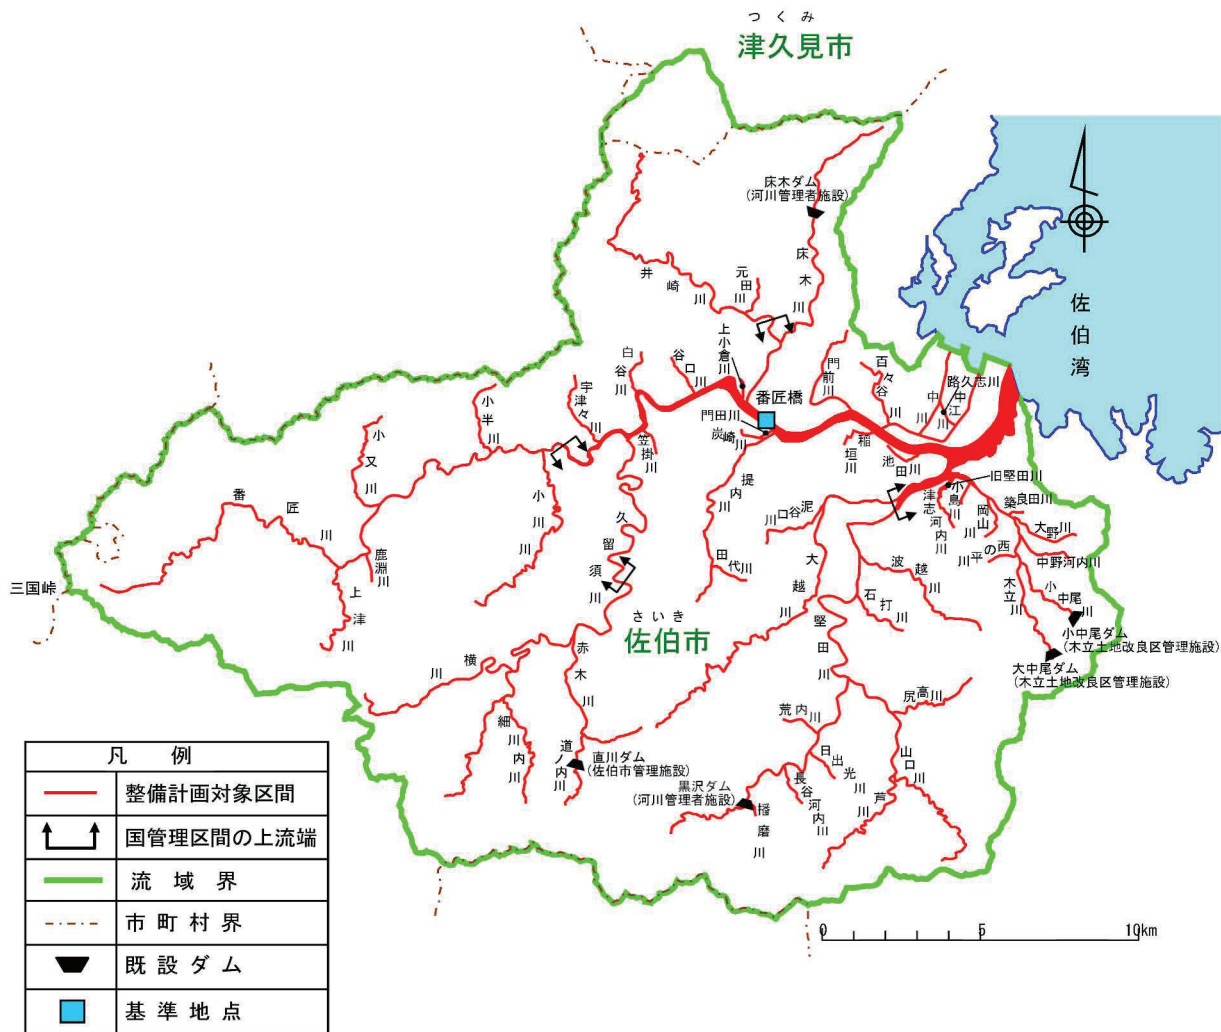 つくみ
津久見市
床木ダム
(河川管理者施設)
床木川
井崎川
元田川
佐伯湾
上小倉川
白谷川
谷口川
門前川
百々谷川
路久志川
中川
中江川
番匠橋
門田川
炭崎川
稲垣川
池田川
宇津々川
小半川
小又川
笠掛川
小川川
堤内川
田代川
久留須川
番匠川
鹿淵川
上津川
三国峠
旧堅田川
小島川
津志河内川
岡山川
築良田川
大野川
中野河内川
西の平川
木立川
小中尾川
小中尾ダム
(木立土地改良区管理施設)
大中尾ダム
(木立土地改良区管理施設)
泥谷口川
大越川
波越川
石打川
堅田川
さいき
佐伯市
横川
赤木川
細川内川
道ノ内川
直川ダム
(佐伯市管理施設)
黒沢ダム
(河川管理者施設)
播磨川
荒内川
日出光川
長谷河内川
尻高川
山口川
芦川
凡例
整備計画対象区間
国管理区間の上流端
流域界
市町村界
既設ダム
基準地点
0 5 10km